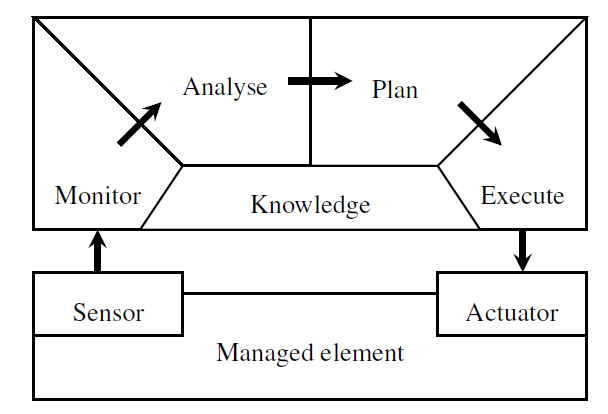 Analyse
Plan
Monitor
Knowledge
Execute
Sensor
Actuator
Managed element